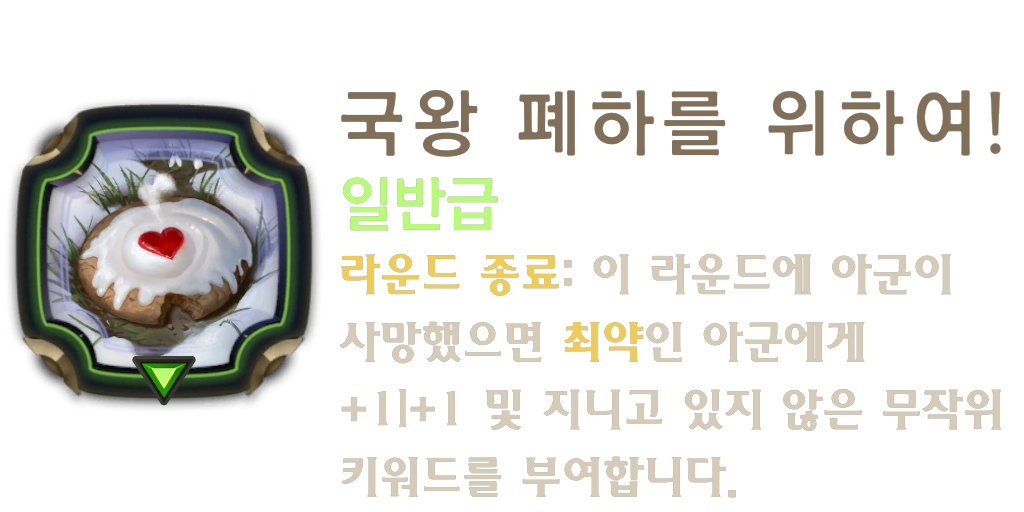 국왕 폐하를 위하여!
일반급
라운드 종료: 이 라운드에 아군이
사망했으면 최약인 아군에게
+1|+1 및 지니고 있지 않은 무작위
키워드를 부여합니다.